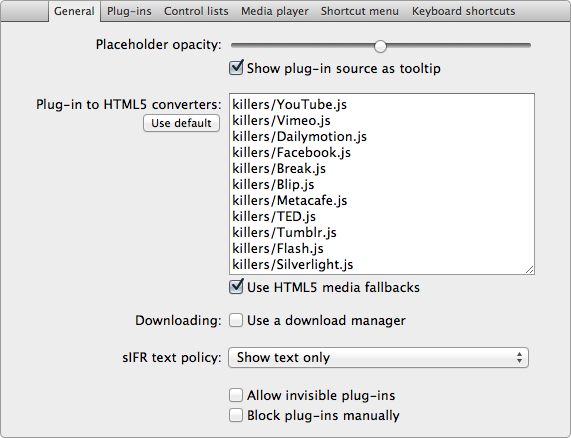 General Plug-ins Control lists Media player Shortcut menu Keyboard shortcuts
Placeholder opacity:
Show plug-in source as tooltip
Plug-in to HTML5 converters:
Use default
killers/YouTube.js
killers/Vimeo.js
killers/Dailymotion.js
killers/Facebook.js
killers/Break.js
killers/Blip.js
killers/Metacafe.js
killers/TED.js
killers/Tumblr.js
killers/Flash.js
killers/Silverlight.js
Use HTML5 media fallbacks
Downloading: Use a download manager
sIFR text policy: Show text only
Allow invisible plug-ins
Block plug-ins manually